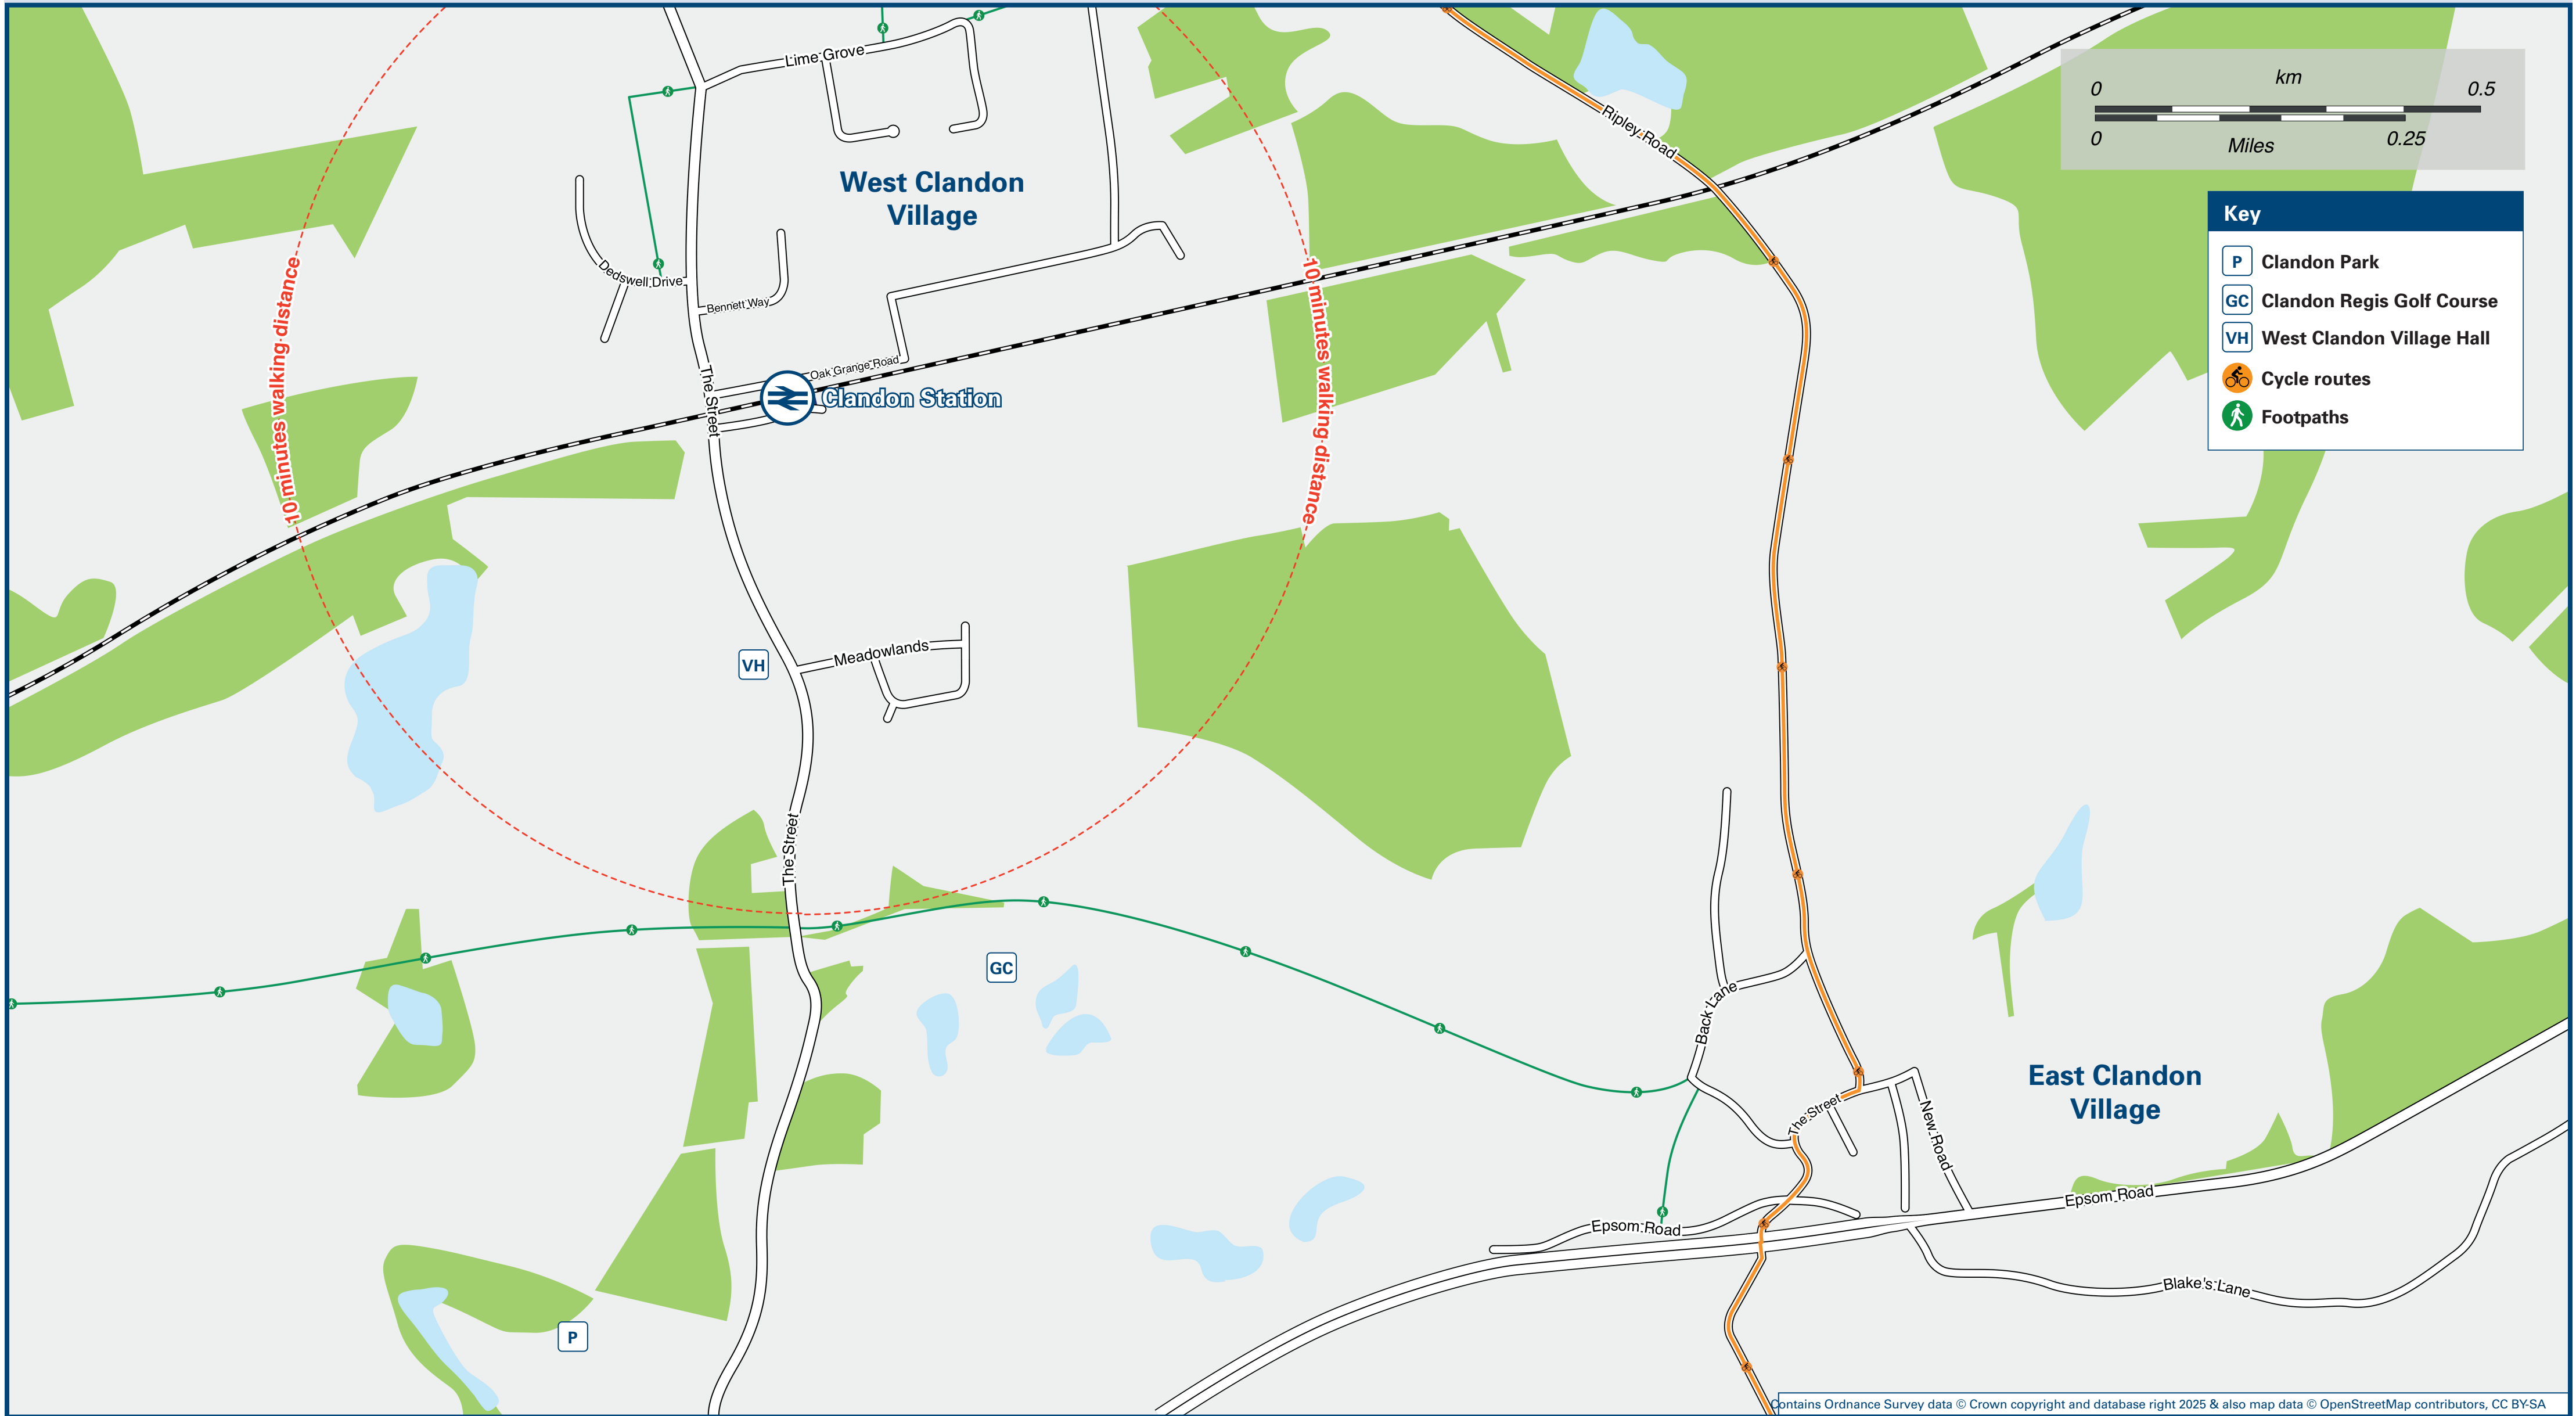 Lime Grove
West Clandon
Village
Dedswell Drive
Bennett Way
Oak Grange Road
The Street
Clandon Station
10 minutes walking distance
10 minutes walking distance
Ripley Road
km
0 0.5
0 0.25
Miles
Key
P Clandon Park
GC Clandon Regis Golf Course
VH West Clandon Village Hall
Cycle routes
Footpaths
VH
Meadowlands
The Street
GC
Back Lane
The Street
New Road
East Clandon
Village
Epsom Road
Epsom Road
Blake's Lane
P
Contains Ordnance Survey data © Crown copyright and database right 2025 & also map data © OpenStreetMap contributors, CC BY-SA